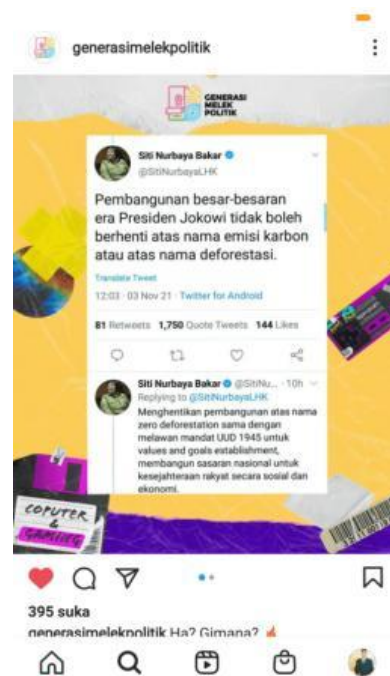 generasimelekpolitik
GENERASI
MELEK
POLITIK
Siti Nurbaya Bakar
@SitiNurbayaLHK
Pembangunan besar-besaran
era Presiden Jokowi tidak boleh
berhenti atas nama emisi karbon
atau atas nama deforestasi.
Translate Tweet
12:03 · 03 Nov 21 · Twitter for Android
81 Retweets 1,750 Quote Tweets 144 Likes
Siti Nurbaya Bakar @SitiNu... · 10h
Replying to @SitiNurbayaLHK
Menghentikan pembangunan atas nama
zero deforestation sama dengan
melawan mandat UUD 1945 untuk
values and goals establishment,
membangun sasaran nasional untuk
kesejahteraan rakyat secara sosial dan
ekonomi.
COPUTER
&
GAMING
395 suka
generasimelekpolitik Ha? Gimana?